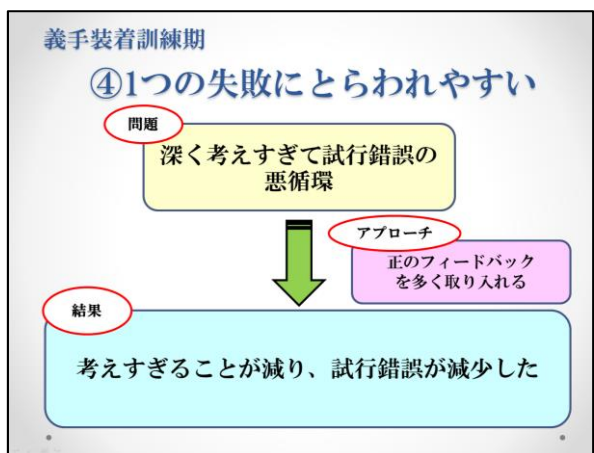 義手装着訓練期
④1つの失敗にとらわれやすい
問題
深く考えすぎて試行錯誤の
悪循環
アプローチ
正のフィードバック
を多く取り入れる
結果
考えすぎることが減り、試行錯誤が減少した